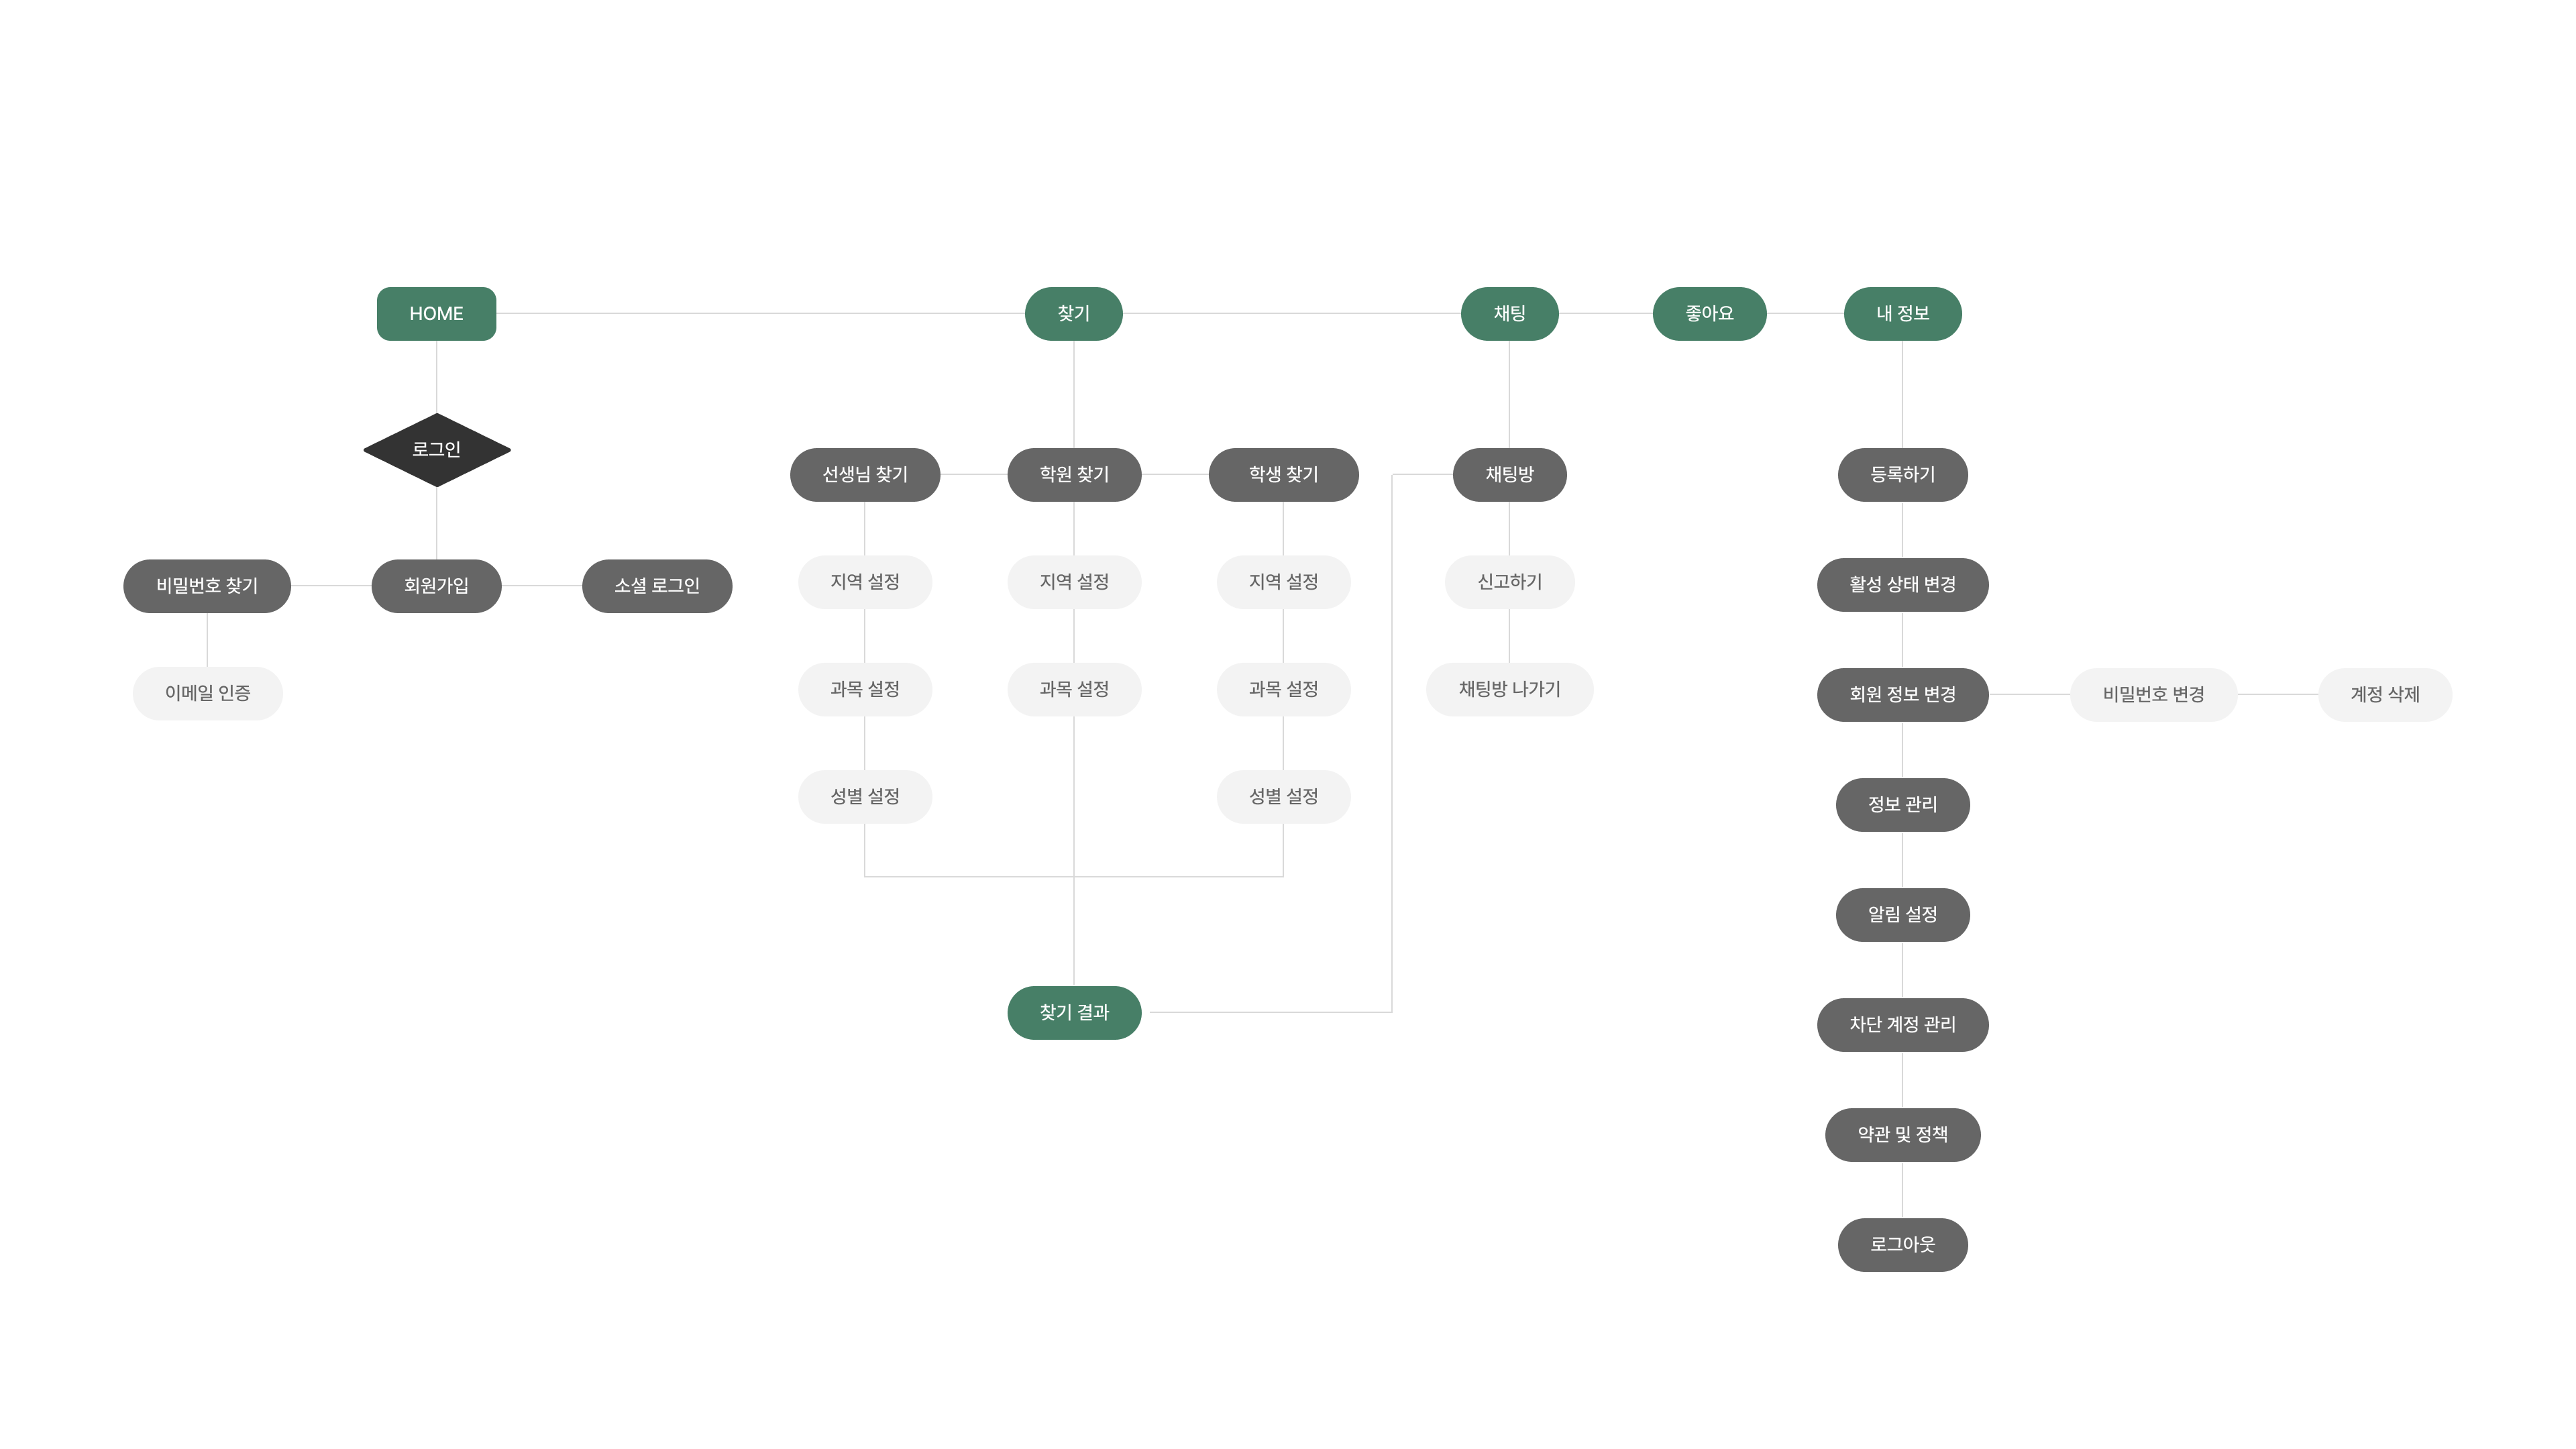 HOME
찾기
채팅
좋아요
내 정보
로그인
선생님 찾기
학원 찾기
학생 찾기
채팅방
등록하기
비밀번호 찾기
회원가입
소셜 로그인
지역 설정
지역 설정
지역 설정
신고하기
활성 상태 변경
이메일 인증
과목 설정
과목 설정
과목 설정
채팅방 나가기
회원 정보 변경
비밀번호 변경
계정 삭제
성별 설정
성별 설정
정보 관리
알림 설정
찾기 결과
차단 계정 관리
약관 및 정책
로그아웃